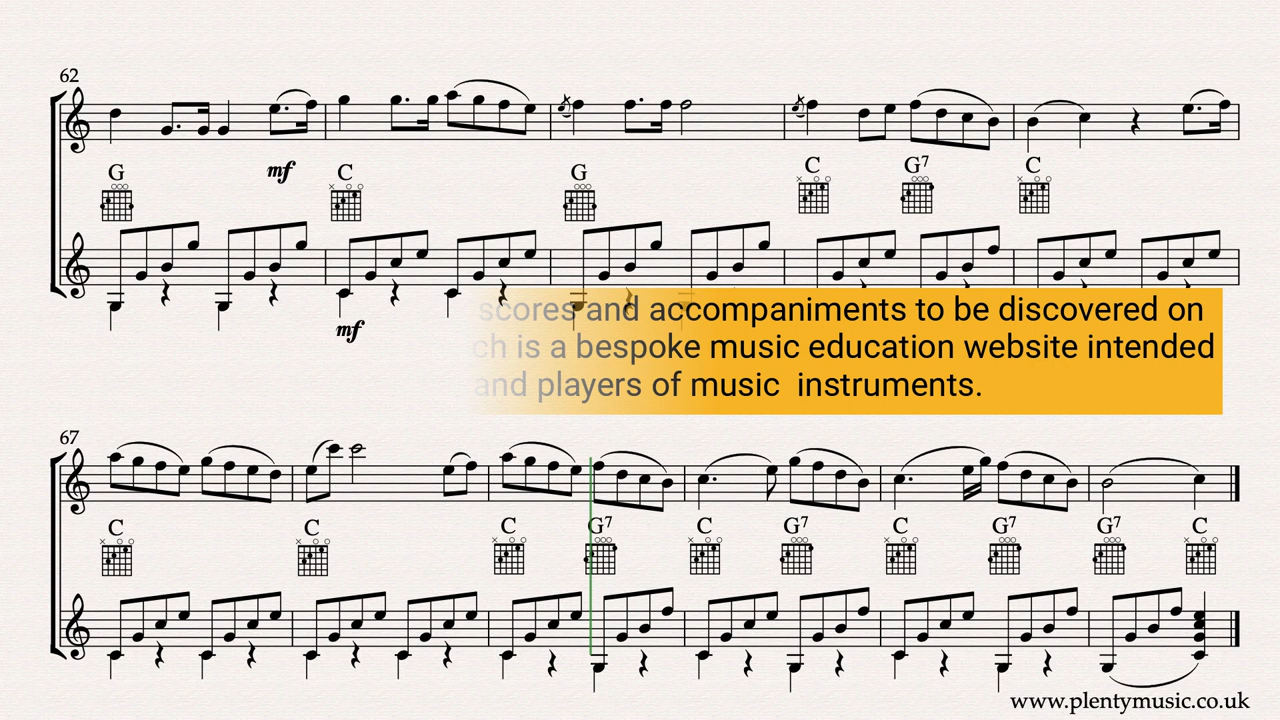 62
mf
G C G C G7 C
mf
scores and accompaniments to be discovered on
ch is a bespoke music education website intended
and players of music instruments.
67
C C C G7 C G7 C G7 G7 C
www.plentymusic.co.uk